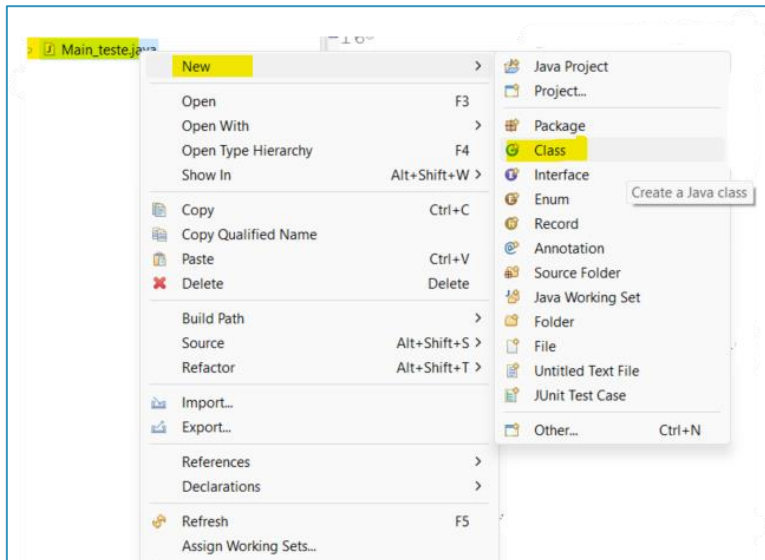 Main_teste.java
New
Open F3
Open With
Open Type Hierarchy F4
Show In Alt+Shift+W
Copy Ctrl+C
Copy Qualified Name
Paste Ctrl+V
Delete Delete
Build Path
Source Alt+Shift+S
Refactor Alt+Shift+T
Import...
Export...
References
Declarations
Refresh F5
Assign Working Sets...
Java Project
Project...
Package
Class
Interface
Create a Java class
Enum
Record
Annotation
Source Folder
Java Working Set
Folder
File
Untitled Text File
JUnit Test Case
Other... Ctrl+N